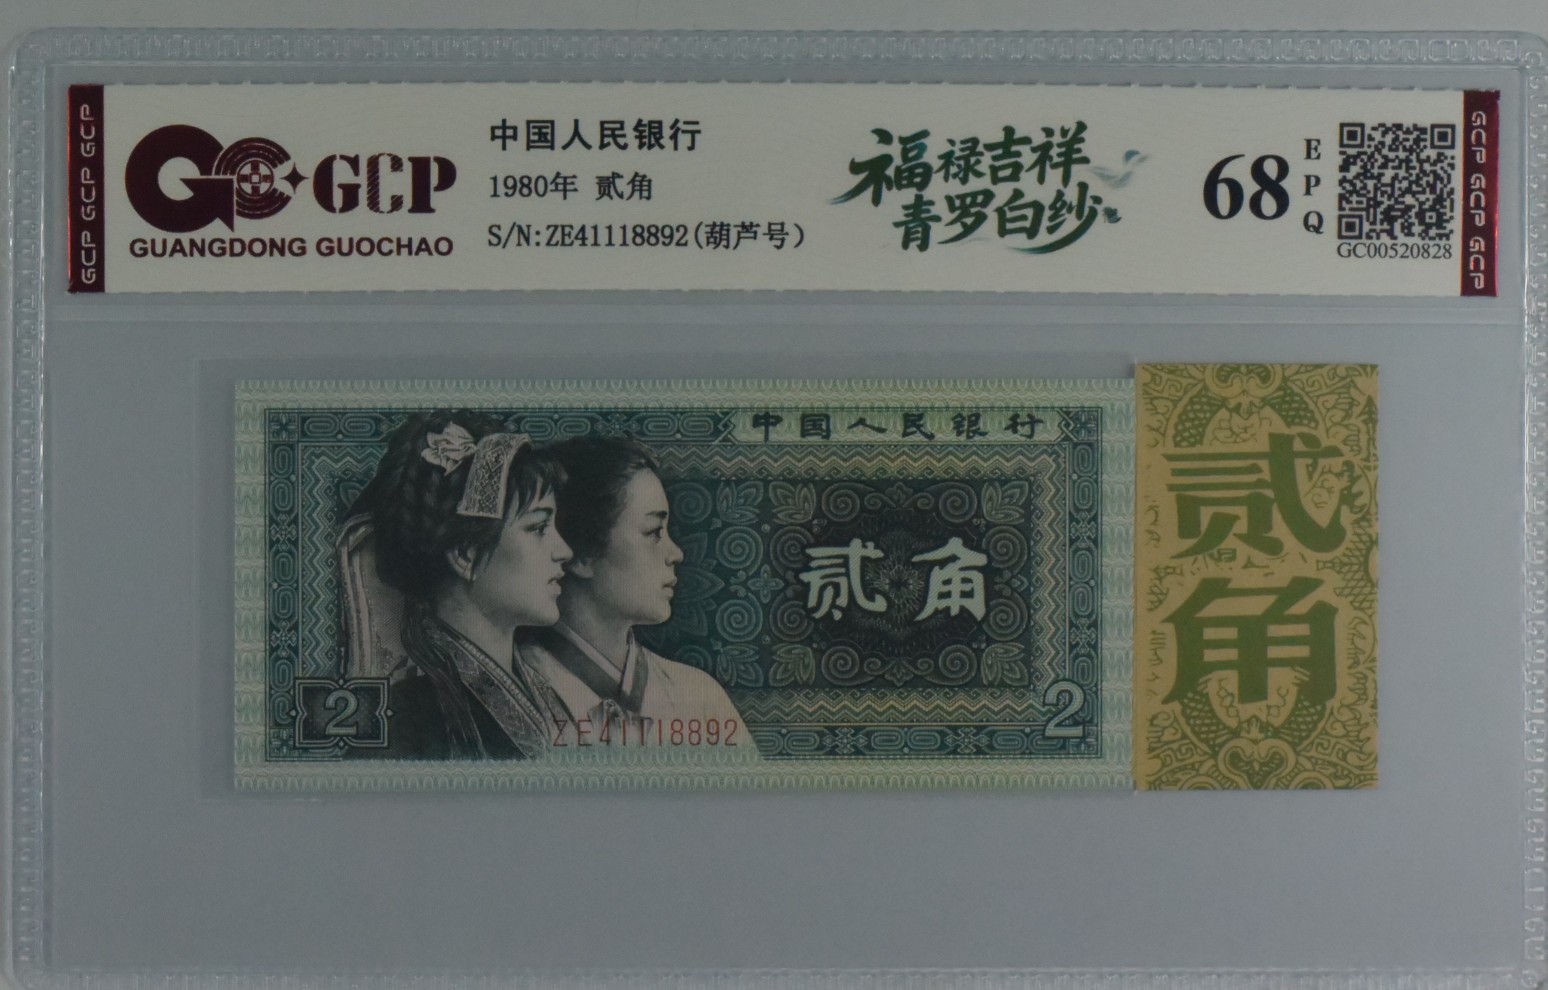 GCP GCP GCP
GCP
GUANGDONG GUOCHAO
中国人民银行
1980年 贰角
S/N:ZE41118892(葫芦号)
福禄吉祥
青罗白纱
68
EPQ
GC00520828
GCP GCP GCP
中国人民银行
贰角
2
2
ZE41118892
贰角